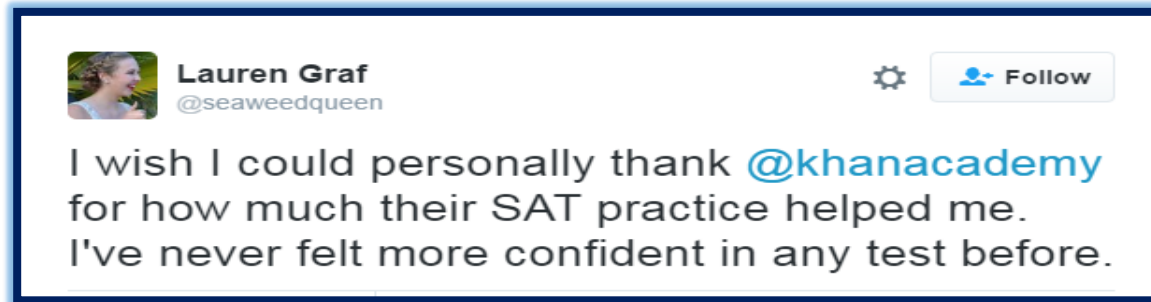 Lauren Graf
@seaweedqueen
Follow
I wish I could personally thank @khanacademy
for how much their SAT practice helped me.
I've never felt more confident in any test before.